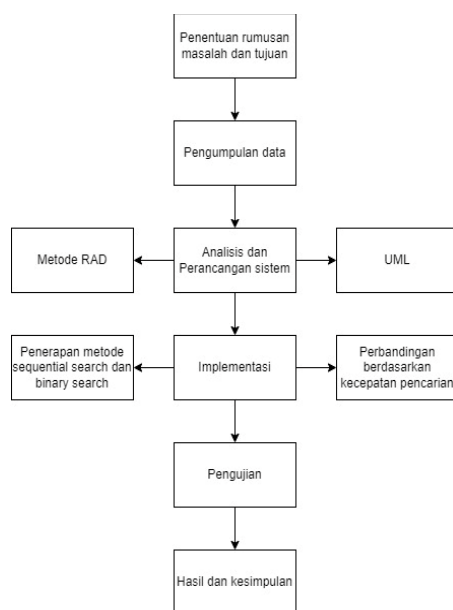 Penentuan rumusan
masalah dan tujuan
Pengumpulan data
Metode RAD
Analisis dan
Perancangan sistem
UML
Penerapan metode
sequential search dan
binary search
Implementasi
Perbandingan
berdasarkan
kecepatan pencarian
Pengujian
Hasil dan kesimpulan